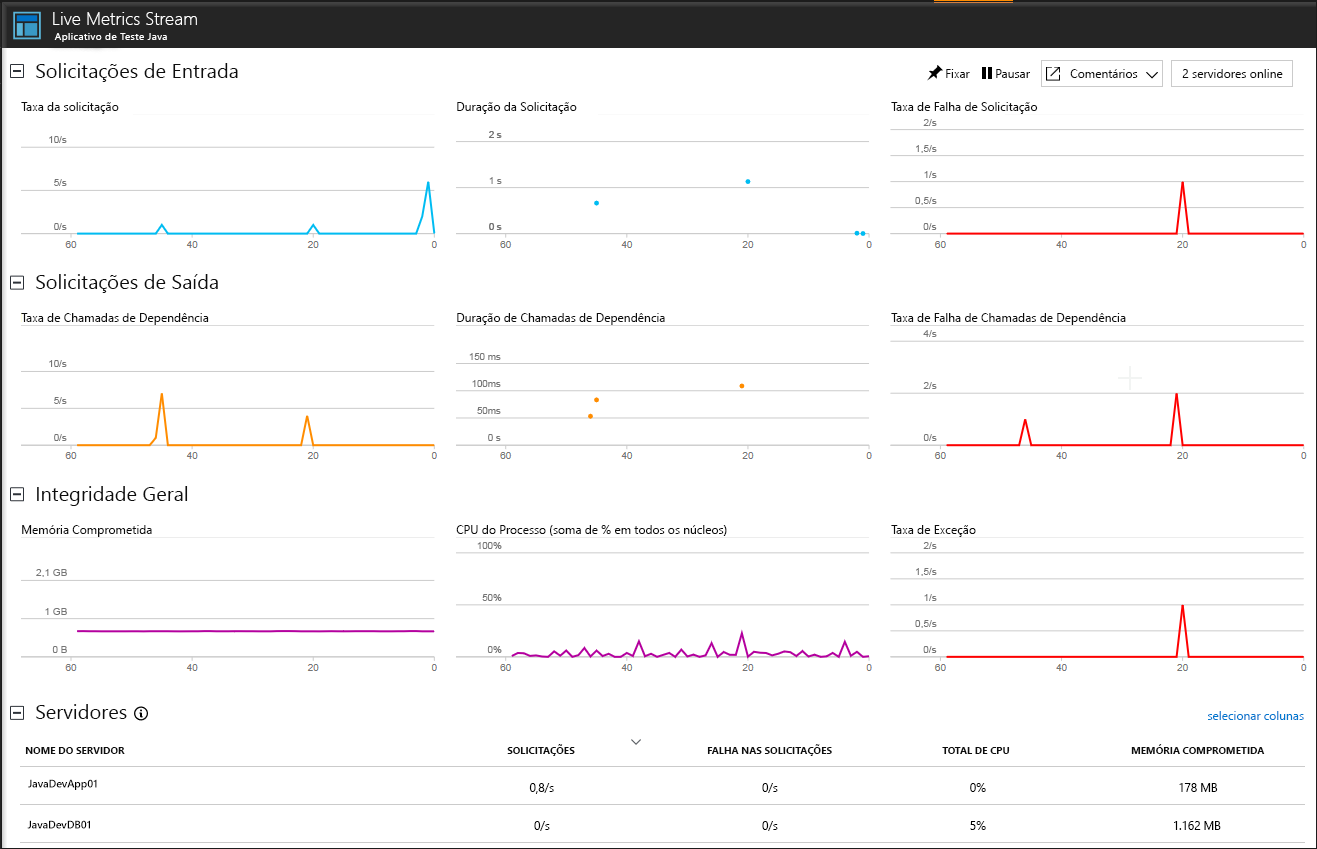 Live Metrics Stream
Aplicativo de Teste Java
Solicitações de Entrada
Fixar Pausar Comentários 2 servidores online
Taxa da solicitação Duração da Solicitação Taxa de Falha de Solicitação
10/s
5/s
0/s
60 40 20 0
2 s
1 s
0 s
60 40 20 0
2/s
1,5/s
1/s
0,5/s
0/s
60 40 20 0
Solicitações de Saída
Taxa de Chamadas de Dependência Duração de Chamadas de Dependência Taxa de Falha de Chamadas de Dependência
10/s
5/s
0/s
60 40 20 0
150 ms
100ms
50ms
0 s
60 40 20 0
4/s
2/s
0/s
60 40 20 0
Integridade Geral
Memória Comprometida CPU do Processo (soma de % em todos os núcleos) Taxa de Exceção
2,1 GB
1 GB
0 B
60 40 20 0
100%
50%
0%
60 40 20 0
2/s
1,5/s
1/s
0,5/s
0/s
60 40 20 0
Servidores
selecionar colunas
NOME DO SERVIDOR SOLICITAÇÕES FALHA NAS SOLICITAÇÕES TOTAL DE CPU MEMÓRIA COMPROMETIDA
JavaDevApp01 0,8/s 0/s 0% 178 MB
JavaDevDB01 0/s 0/s 5% 1.162 MB